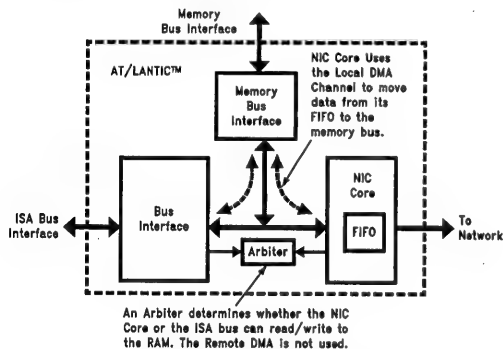 Memory
Bus Interface
AT/LANTIC™
NIC Core Uses
the Local DMA
Channel to move
data from its
FIFO to the
memory bus.
Memory
Bus
Interface
ISA Bus
Interface
Bus
Interface
NIC
Core
FIFO
Arbiter
To
Network
An Arbiter determines whether the NIC
Core or the ISA bus can read/write to
the RAM. The Remote DMA is not used.